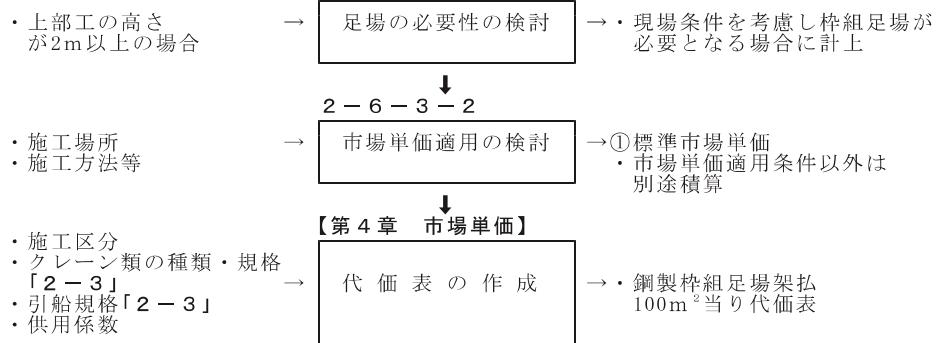 ・上部工の高さ
が2m以上の場合
→
足場の必要性の検討
→・現場条件を考慮し枠組足場が
必要となる場合に計上
２－６－３－２
・施工場所
・施工方法等
→
市場単価適用の検討
→①標準市場単価
・市場単価適用条件以外は
別途積算
【第４章　市場単価】
・施工区分
・クレーン類の種類・規格
「２－３」
・引船規格「２－３」
・供用係数
→
代価表の作成
→・鋼製枠組足場架払
100m²当り代価表